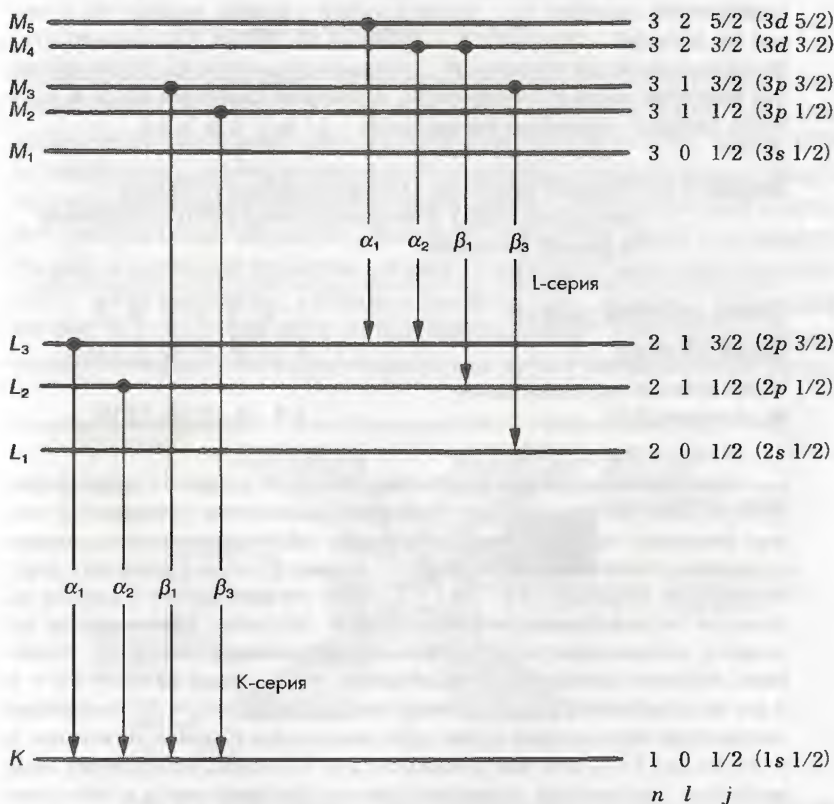 M₅ 3 2 5/2 (3d 5/2)
M₄ 3 2 3/2 (3d 3/2)
M₃ 3 1 3/2 (3p 3/2)
M₂ 3 1 1/2 (3p 1/2)
M₁ 3 0 1/2 (3s 1/2)
α₁ α₂ β₁ β₃
L-серия
L₃ 2 1 3/2 (2p 3/2)
L₂ 2 1 1/2 (2p 1/2)
L₁ 2 0 1/2 (2s 1/2)
α₁ α₂ β₁ β₃
K-серия
K 1 0 1/2 (1s 1/2)
n l j